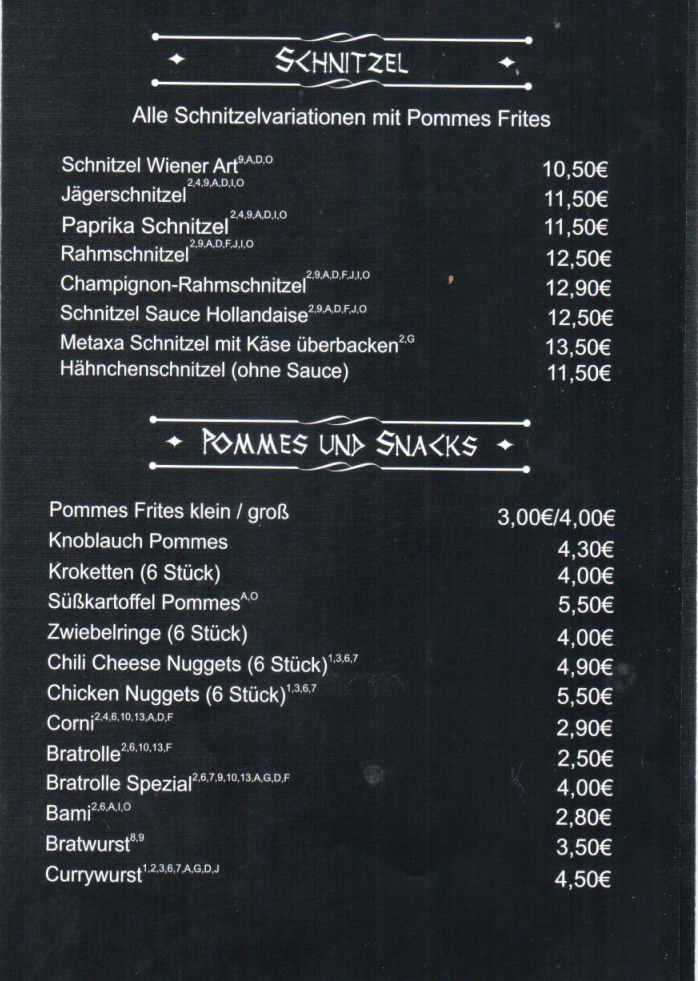 SCHNITZEL
Alle Schnitzelvariationen mit Pommes Frites
Schnitzel Wiener Art9,A,D,O 10,50€
Jägerschnitzel2,4,9,A,D,I,O 11,50€
Paprika Schnitzel2,4,9,A,D,I,O 11,50€
Rahmschnitzel2,9,A,D,F,J,I,O 12,50€
Champignon-Rahmschnitzel2,9,A,D,F,J,I,O 12,90€
Schnitzel Sauce Hollandaise2,9,A,D,F,J,O 12,50€
Metaxa Schnitzel mit Käse überbacken2,G 13,50€
Hähnchenschnitzel (ohne Sauce) 11,50€
POMMES UND SNACKS
Pommes Frites klein / groß 3,00€/4,00€
Knoblauch Pommes 4,30€
Kroketten (6 Stück) 4,00€
Süßkartoffel PommesA,O 5,50€
Zwiebelringe (6 Stück) 4,00€
Chili Cheese Nuggets (6 Stück)1,3,6,7 4,90€
Chicken Nuggets (6 Stück)1,3,6,7 5,50€
Corni2,4,6,10,13,A,D,F 2,90€
Bratrolle2,6,10,13,F 2,50€
Bratrolle Spezial2,6,7,9,10,13,A,G,D,F 4,00€
Bami2,6,A,I,O 2,80€
Bratwurst8,9 3,50€
Currywurst1,2,3,6,7,A,G,D,J 4,50€